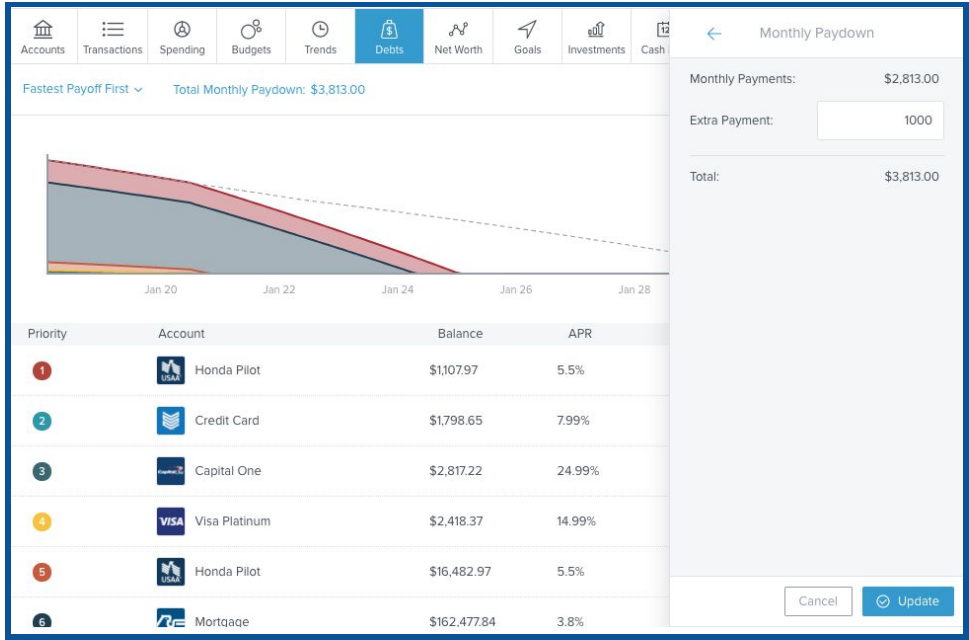 Accounts Transactions Spending Budgets Trends Debts Net Worth Goals Investments Cash
12
Monthly Paydown
Fastest Payoff First Total Monthly Paydown: $3,813.00
Monthly Payments: $2,813.00
Extra Payment: 1000
Total: $3,813.00
Jan 20 Jan 22 Jan 24 Jan 26 Jan 28
Priority Account Balance APR
1 USAA Honda Pilot $1,107.97 5.5%
2 Credit Card $1,798.65 7.99%
3 Capital One Capital One $2,817.22 24.99%
4 VISA Visa Platinum $2,418.37 14.99%
5 USAA Honda Pilot $16,482.97 5.5%
6 Mortgage $162,477.84 3.8%
Cancel Update